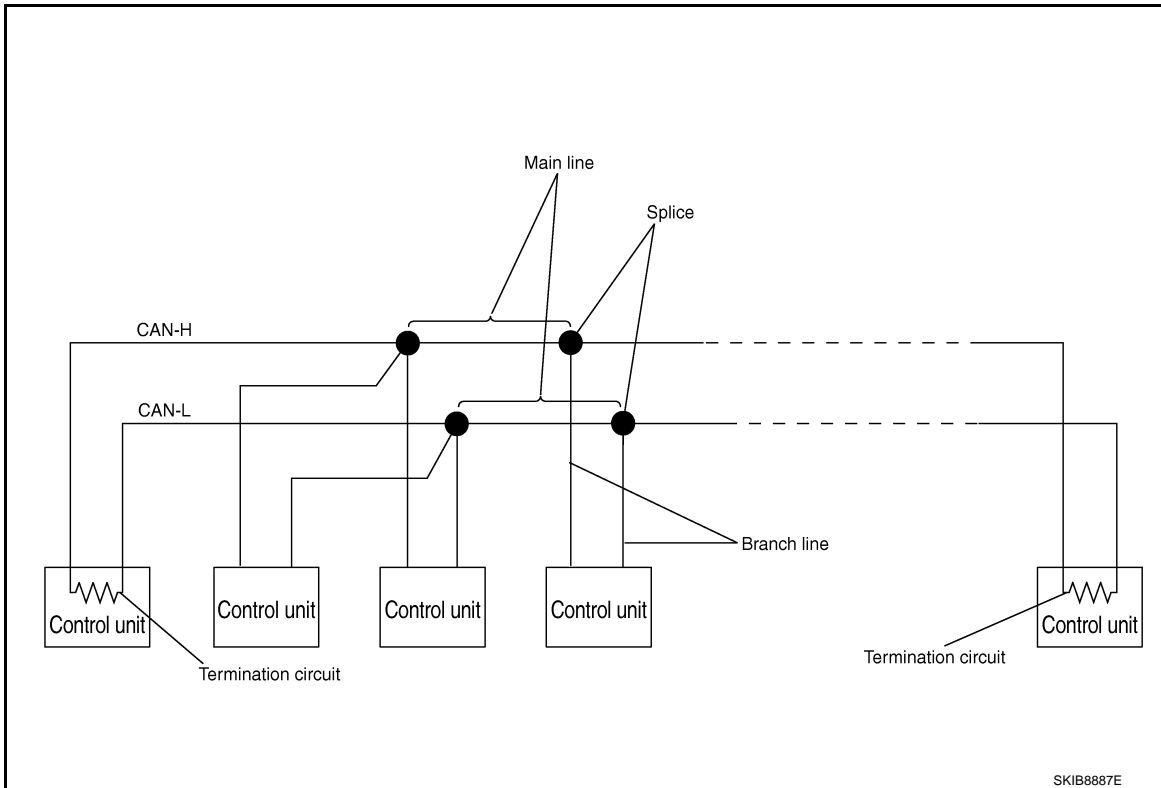 Main line
Splice
CAN-H
CAN-L
Branch line
Control unit
Control unit
Control unit
Control unit
Control unit
Termination circuit
Termination circuit
SKIB8887E